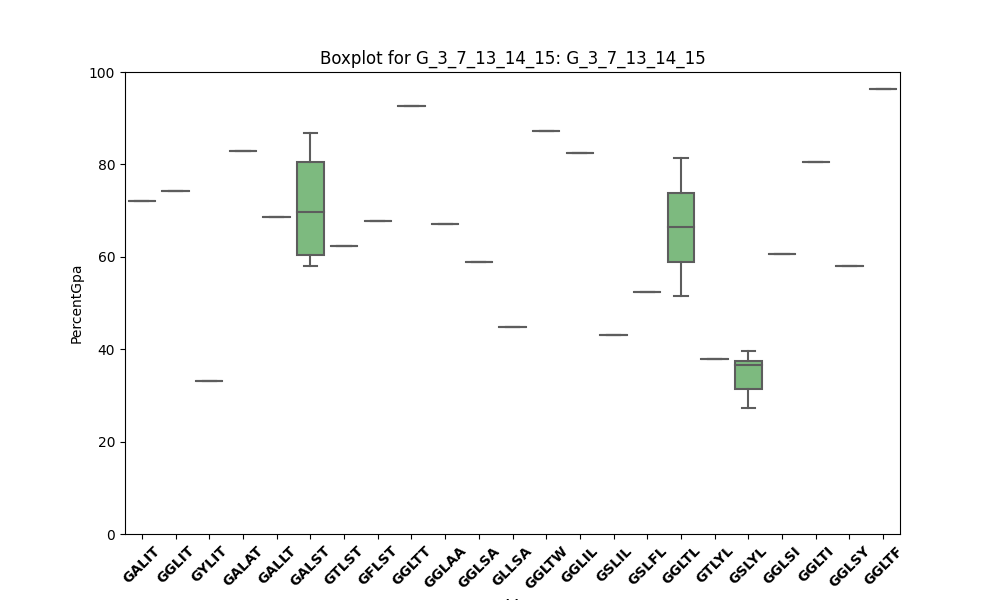 Boxplot for G_3_7_13_14_15: G_3_7_13_14_15
100
80
60
40
20
0
PercentGpa
GALIT GGLIT GYLIT GALAT GALLT GALST GTLST GFLST GGLTT GGLAA GGLSA GLLSA GGLTW GGLIL GSLIL GSLFL GGLTL GTLYL GSLYL GGLSI GGLTI GGLSY GGLTF